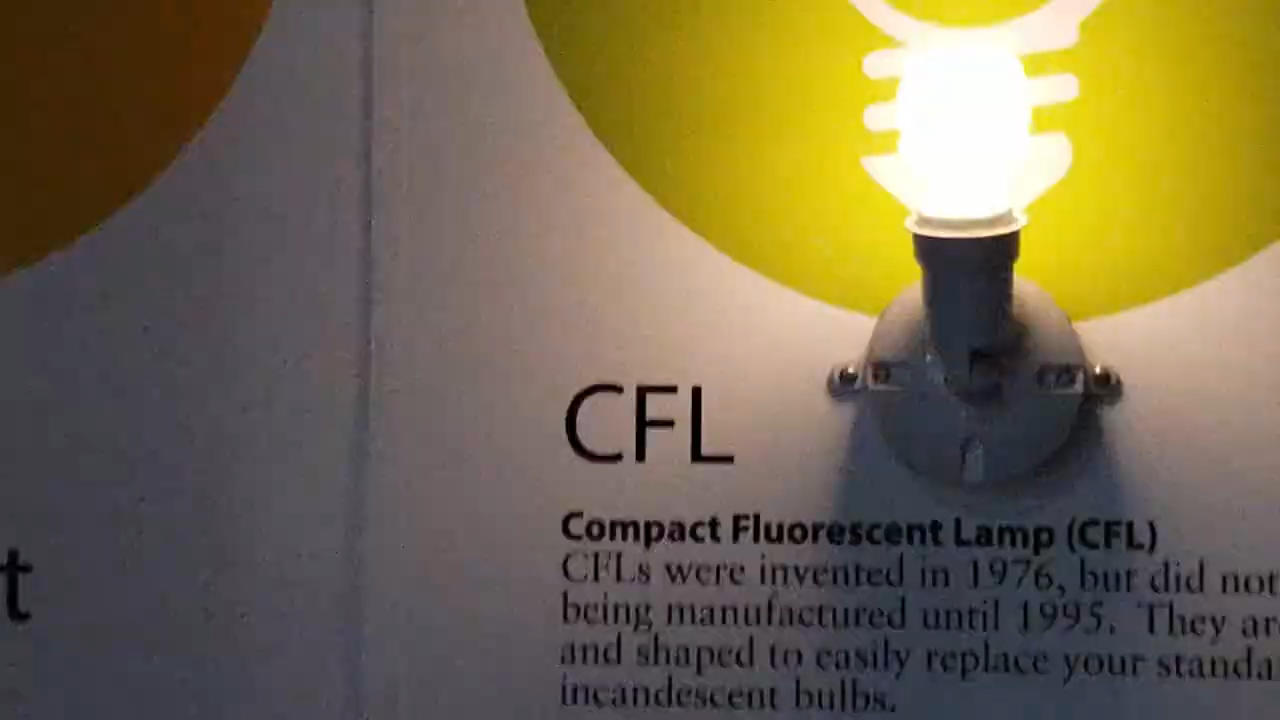 CFL
t
Compact Fluorescent Lamp (CFL)
CFLs were invented in 1976, but did not
being manufactured until 1995. They ar
and shaped to easily replace your standa
incandescent bulbs.